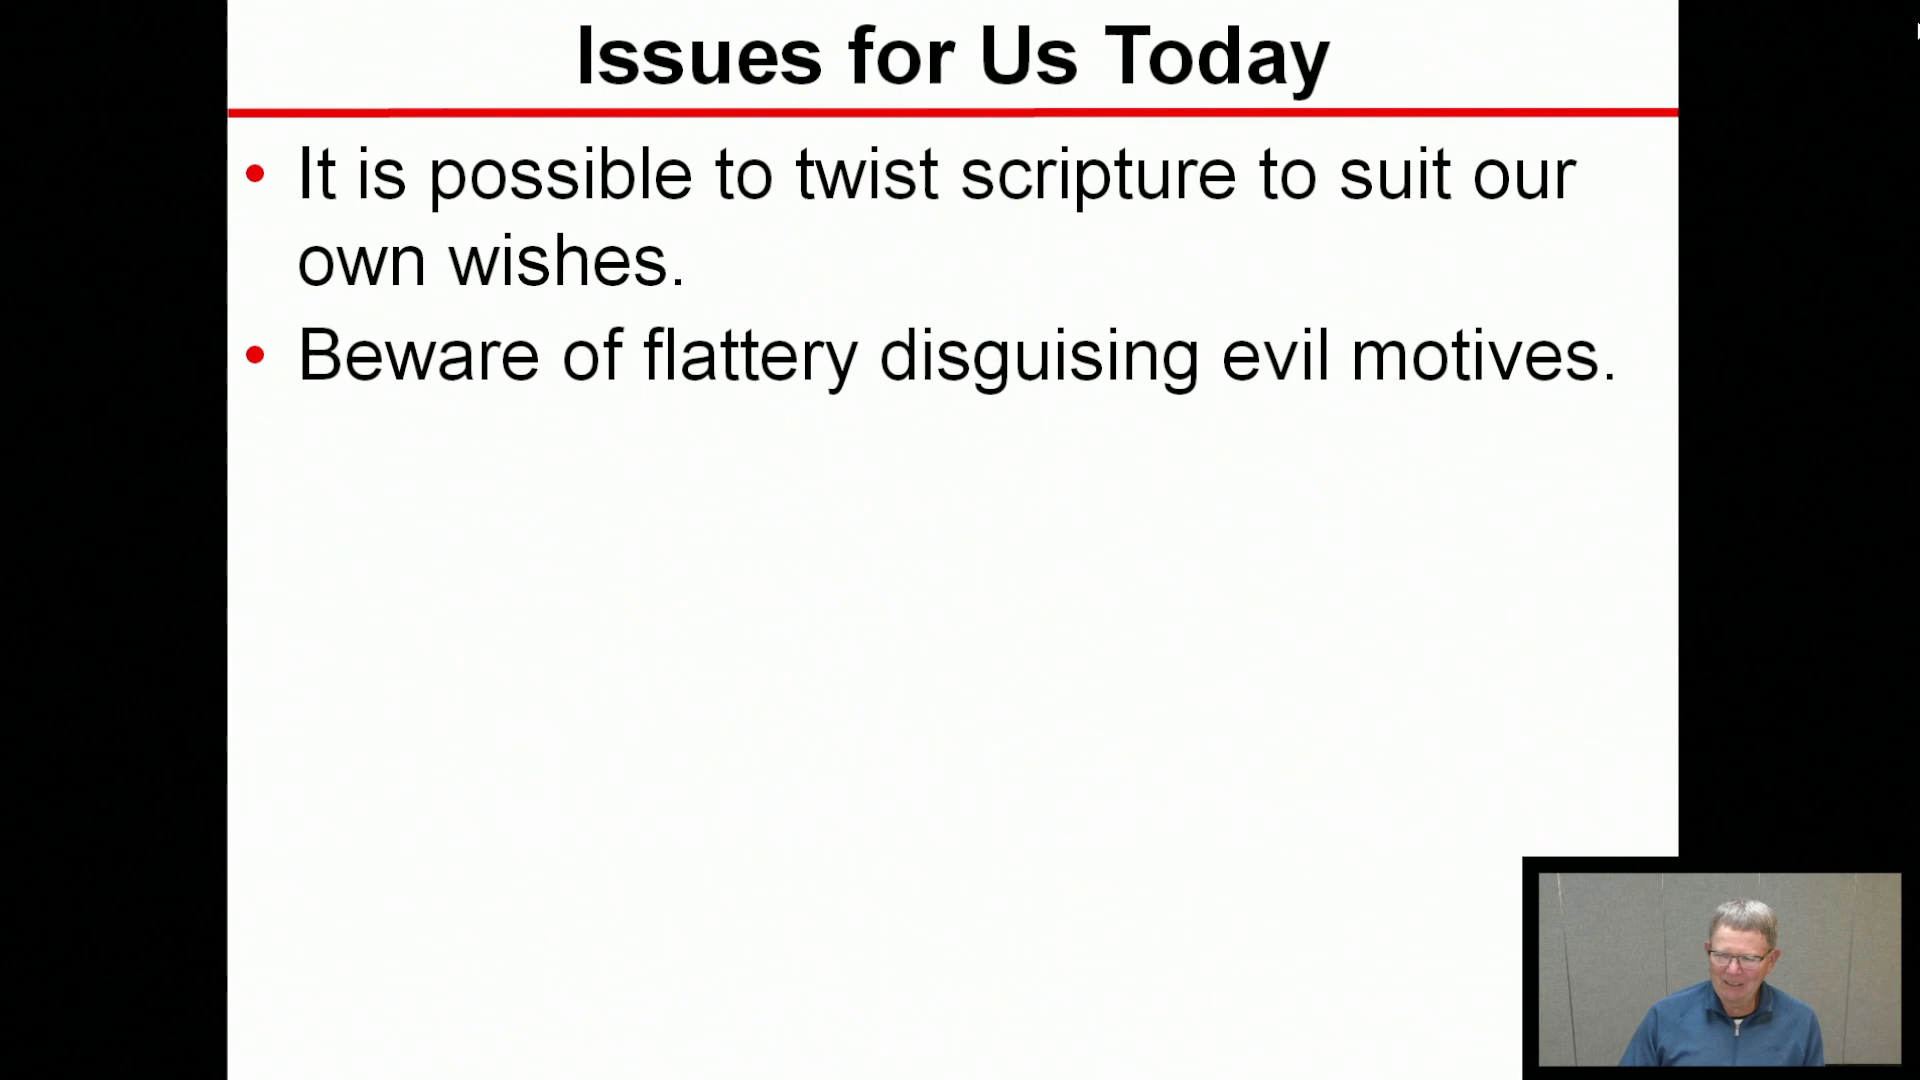 Issues for Us Today
• It is possible to twist scripture to suit our
own wishes.
• Beware of flattery disguising evil motives.